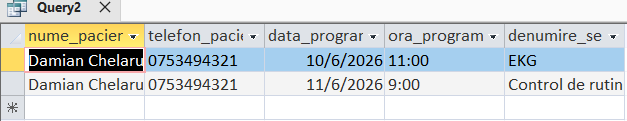 Query2
nume_pacier telefon_pacie data_program ora_program denumire_se
Damian Chelaru 0753494321 10/6/2026 11:00 EKG
Damian Chelaru 0753494321 11/6/2026 9:00 Control de rutin